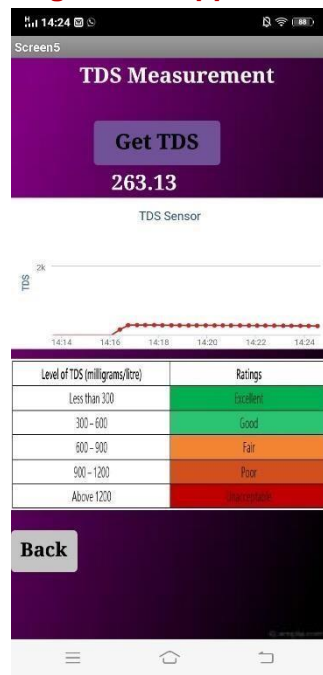 14:24
88
Screen5
TDS Measurement
Get TDS
263.13
TDS Sensor
2k
TDS
14:14 14:16 14:18 14:20 14:22 14:24
Level of TDS (milligrams/litre) Ratings
Less than 300 Excellent
300 – 600 Good
600 – 900 Fair
900 – 1200 Poor
Above 1200 Unacceptable
Back